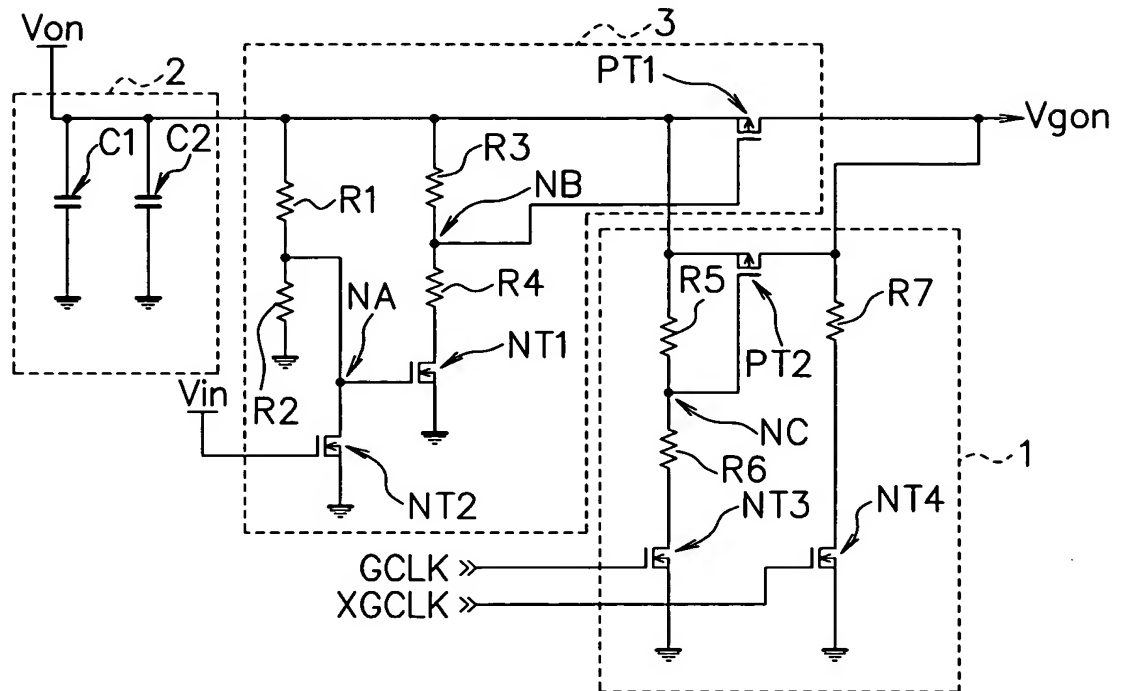 Von
3
2
PT1
C1
C2
R3
Vgon
R1
NB
R4
R5
R7
NA
NT1
PT2
Vin
R2
NC
R6
1
NT2
NT3
NT4
GCLK
XGCLK